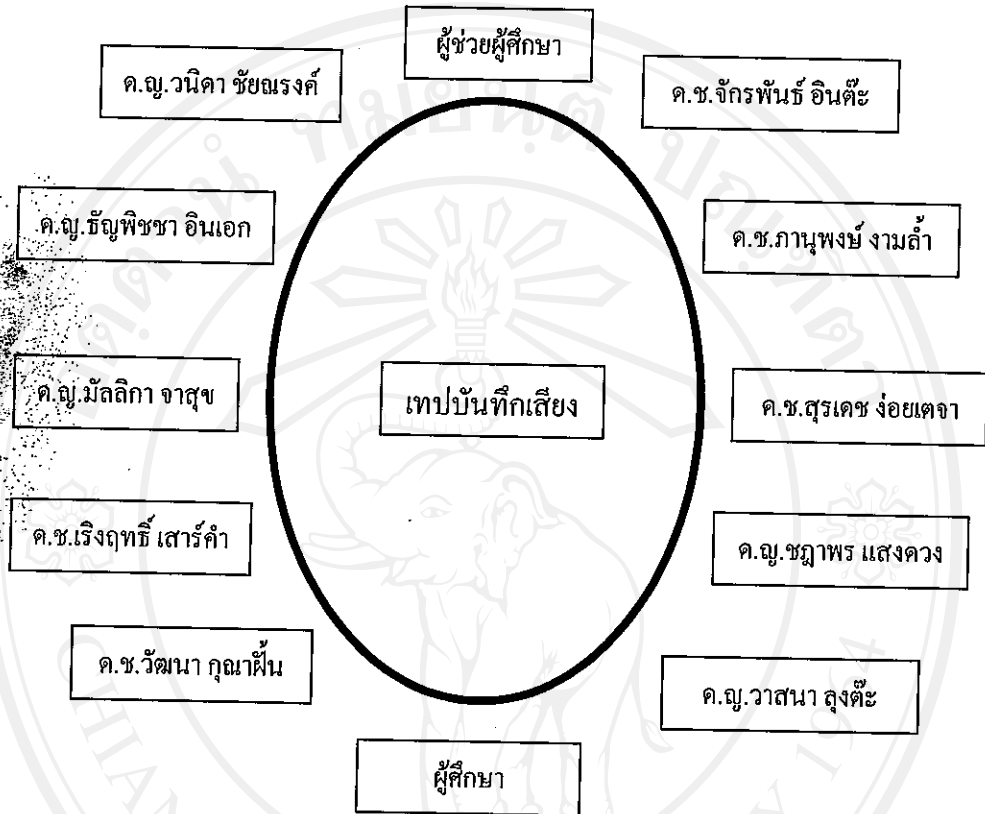 ผู้ช่วยผู้ศึกษา
ด.ญ.วนิดา ชัยณรงค์
ด.ช.จักรพันธ์ อินต๊ะ
ด.ญ.ธัญพิชชา อินเอก
ด.ช.ภานุพงษ์ งามล้ำ
ด.ญ.มัลลิกา จาสุข
เทปบันทึกเสียง
ด.ช.สุรเดช ง่อยเตจา
ด.ช.เริงฤทธิ์ เสาร์คำ
ด.ญ.ชฎาพร แสงดวง
ด.ช.วัฒนา กุณาฝั้น
ด.ญ.วาสนา ลุงต๊ะ
ผู้ศึกษา